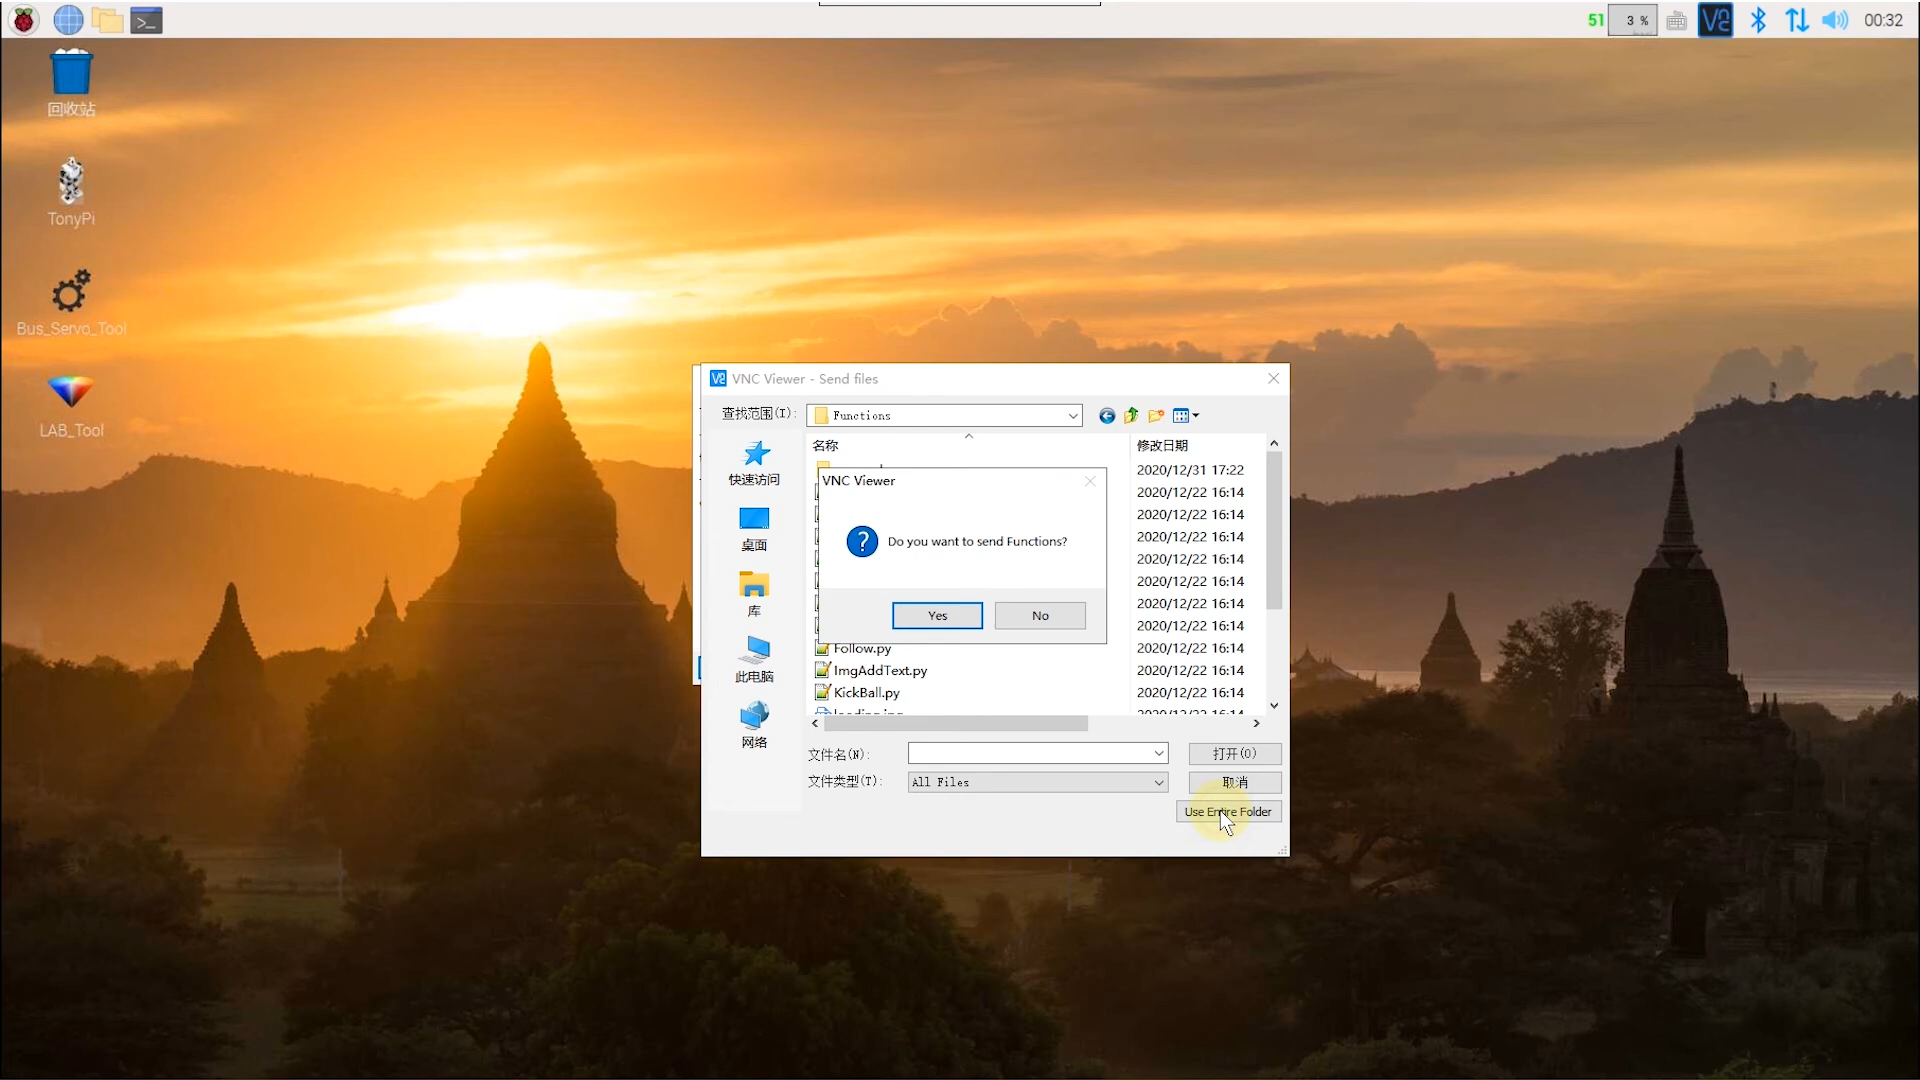 51
3 %
00:32
回收站
TonyPi
Bus_Servo_Tool
LAB_Tool
VNC Viewer - Send files
查找范围(I):
Functions
名称
修改日期
快速访问
桌面
库
此电脑
网络
2020/12/31 17:22
2020/12/22 16:14
2020/12/22 16:14
2020/12/22 16:14
2020/12/22 16:14
2020/12/22 16:14
2020/12/22 16:14
2020/12/22 16:14
Follow.py
2020/12/22 16:14
ImgAddText.py
2020/12/22 16:14
KickBall.py
2020/12/22 16:14
VNC Viewer
Do you want to send Functions?
Yes
No
文件名(N):
打开(O)
文件类型(T):
All Files
取消
Use Entire Folder